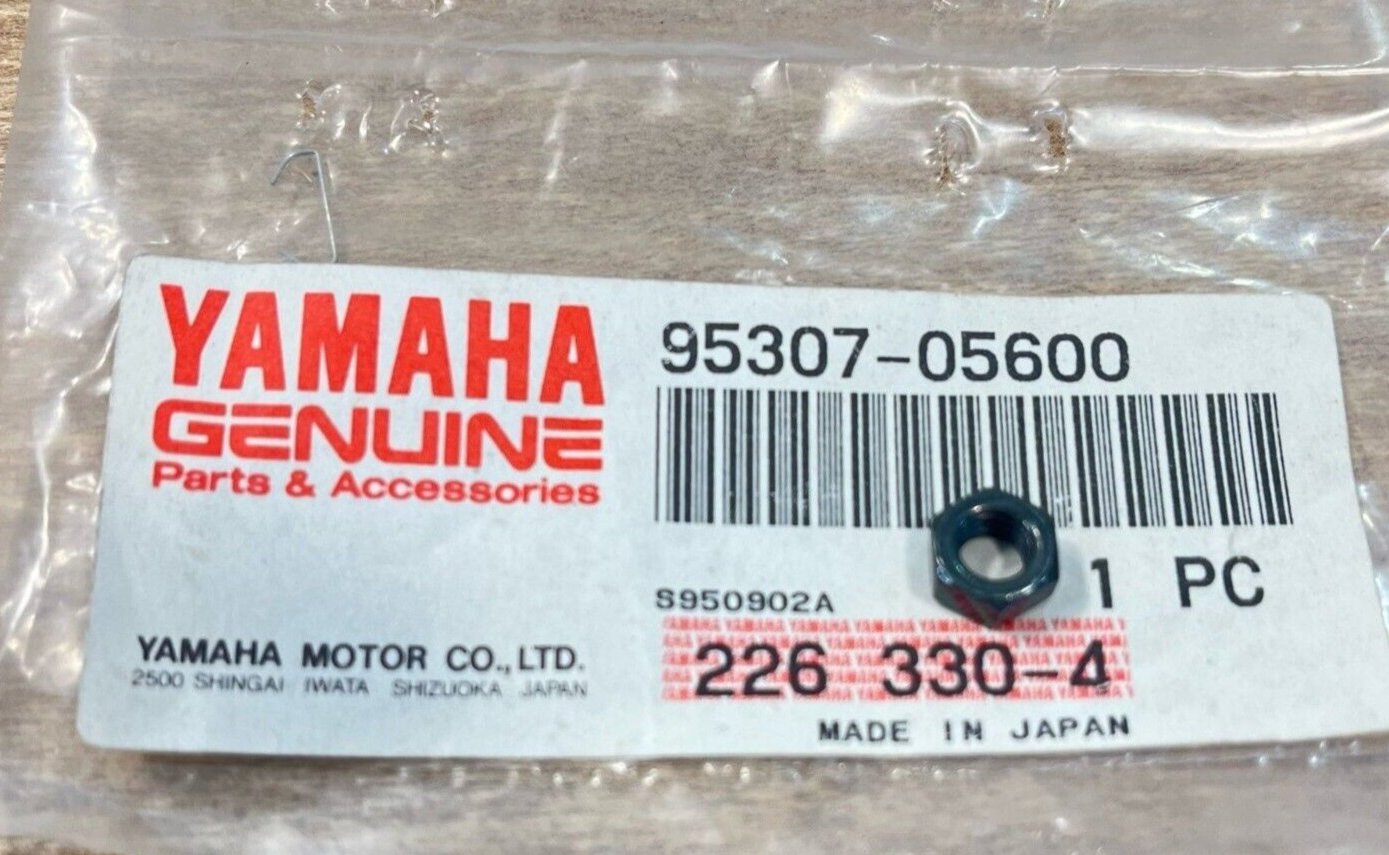 YAMAHA
GENUINE
Parts & Accessories
YAMAHA MOTOR CO.,LTD.
2500 SHINGAI IWATA SHIZUOKA JAPAN
95307-05600
1 PC
S950902A
226 330-4
MADE IN JAPAN